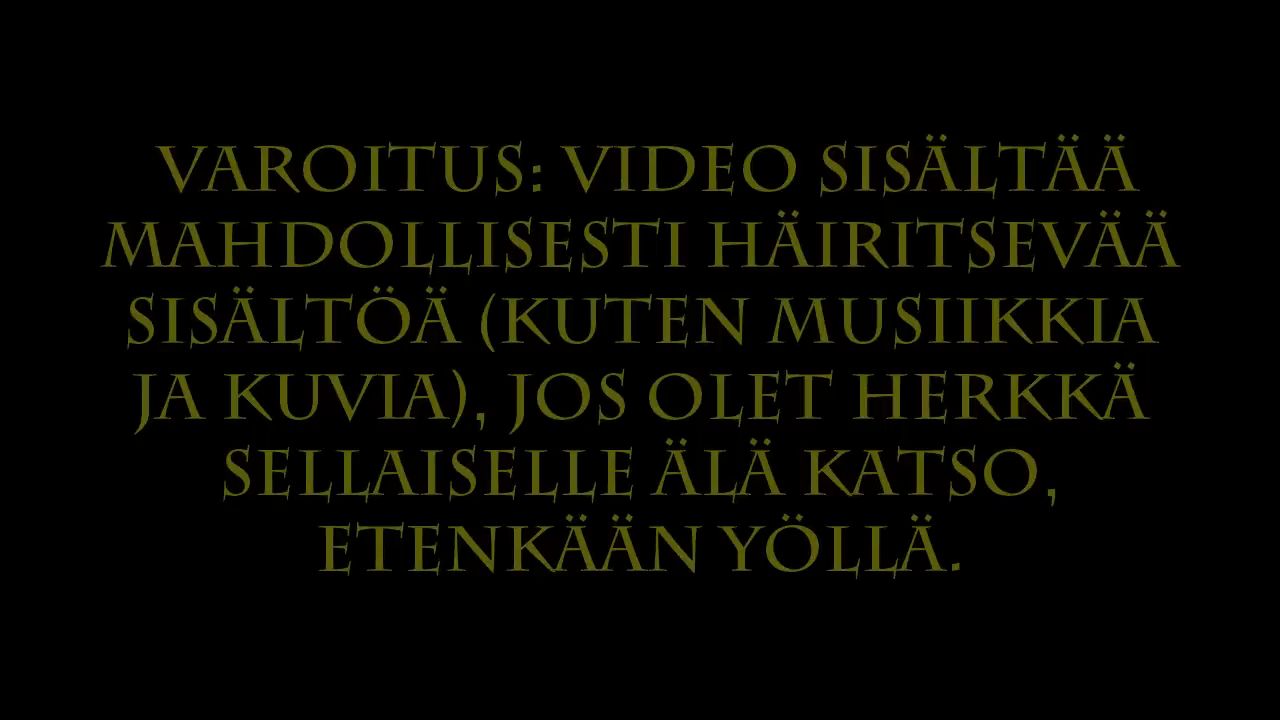 VAROITUS: VIDEO SISÄLTÄÄ
MAHDOLLISESTI HÄIRITSEVÄÄ
SISÄLTÖÄ (KUTEN MUSIIKKIA
JA KUVIA), JOS OLET HERKKÄ
SELLAISELLE ÄLÄ KATSO,
ETENKÄÄN YÖLLÄ.